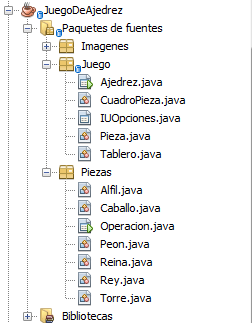 JuegoDeAjedrez
Paquetes de fuentes
Imagenes
Juego
Ajedrez.java
CuadroPieza.java
IUOpciones.java
Pieza.java
Tablero.java
Piezas
Alfil.java
Caballo.java
Operacion.java
Peon.java
Reina.java
Rey.java
Torre.java
Bibliotecas